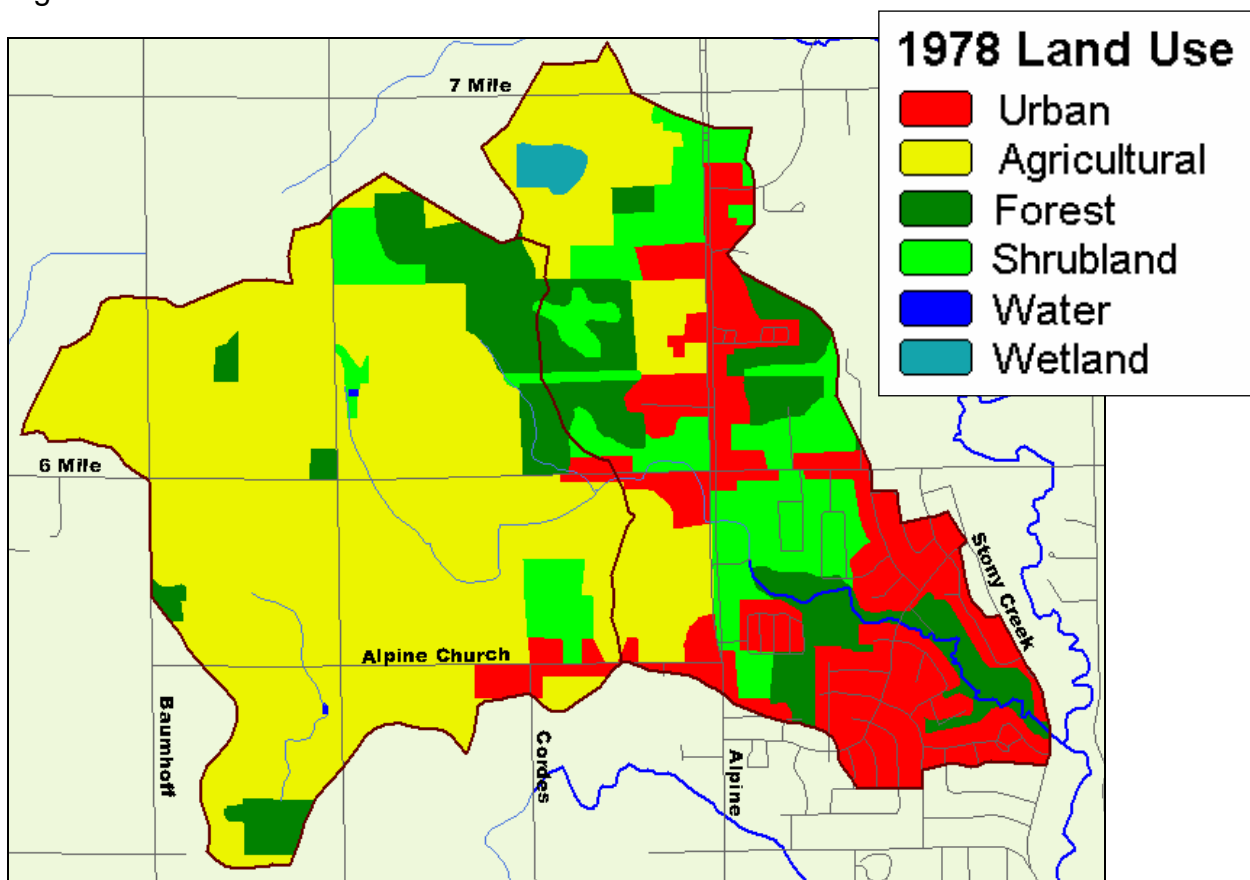 7 Mile
1978 Land Use
Urban
Agricultural
Forest
Shrubland
Water
Wetland
6 Mile
Stony Creek
Alpine Church
Baumhoff
Cordes
Alpine